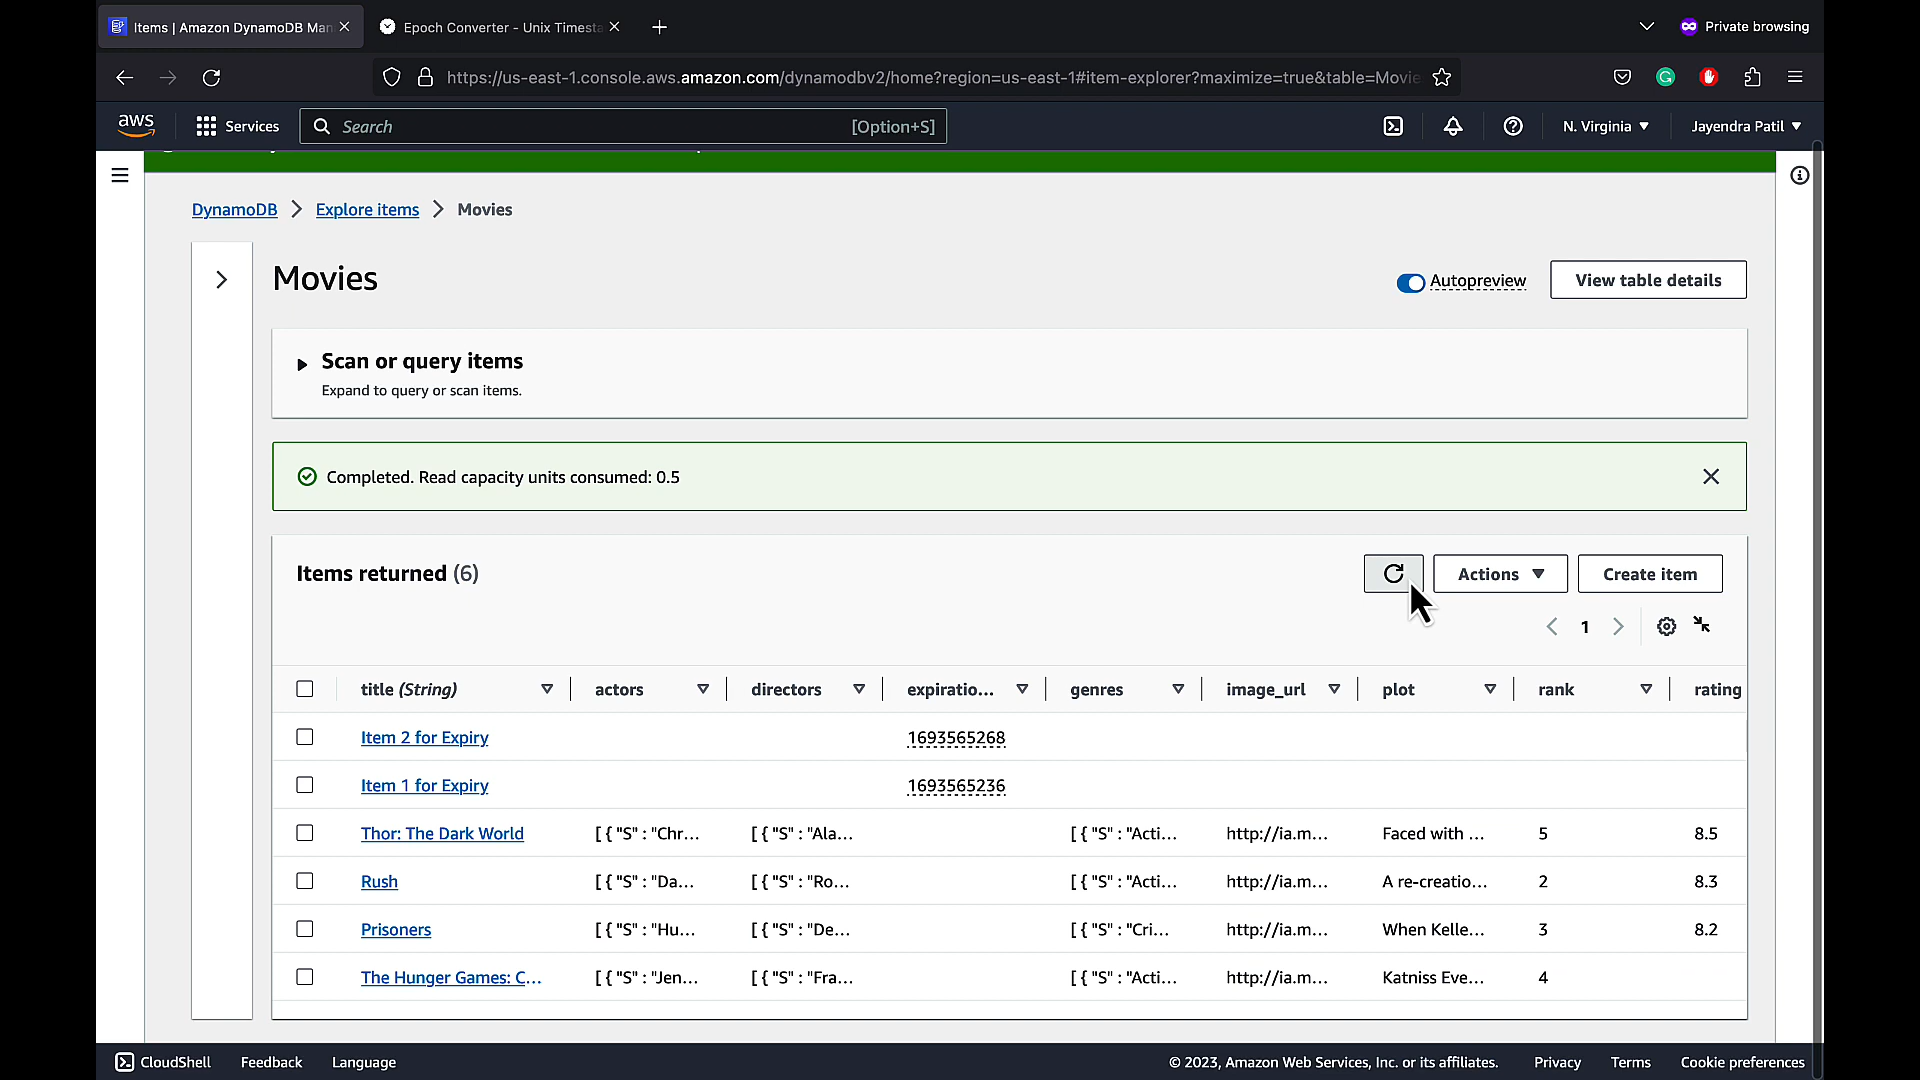 Items | Amazon DynamoDB Man
Epoch Converter - Unix Timesta
Private browsing
https://us-east-1.console.aws.amazon.com/dynamodbv2/home?region=us-east-1#item-explorer?maximize=true&table=Movie
aws
Services
Search
[Option+S]
N. Virginia
Jayendra Patil
DynamoDB > Explore items > Movies
Movies
Autopreview
View table details
Scan or query items
Expand to query or scan items.
Completed. Read capacity units consumed: 0.5
Items returned (6)
Actions
Create item
1
title (String) actors directors expiratio... genres image_url plot rank rating
Item 2 for Expiry 1693565268
Item 1 for Expiry 1693565236
Thor: The Dark World [ { "S" : "Chr... [ { "S" : "Ala... [ { "S" : "Acti... http://ia.m... Faced with ... 5 8.5
Rush [ { "S" : "Da... [ { "S" : "Ro... [ { "S" : "Acti... http://ia.m... A re-creatio... 2 8.3
Prisoners [ { "S" : "Hu... [ { "S" : "De... [ { "S" : "Cri... http://ia.m... When Kelle... 3 8.2
The Hunger Games: C... [ { "S" : "Jen... [ { "S" : "Fra... [ { "S" : "Acti... http://ia.m... Katniss Eve... 4
CloudShell Feedback Language © 2023, Amazon Web Services, Inc. or its affiliates. Privacy Terms Cookie preferences